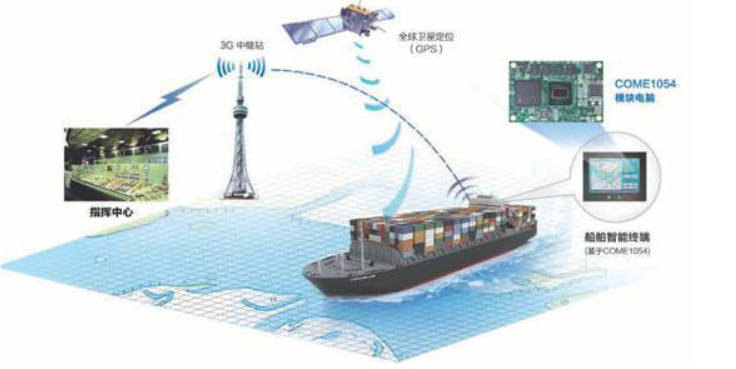 全球卫星定位
（GPS）
3G 中继站
COME1054
模块电脑
指挥中心
船舶智能终端
(基于COME1054)